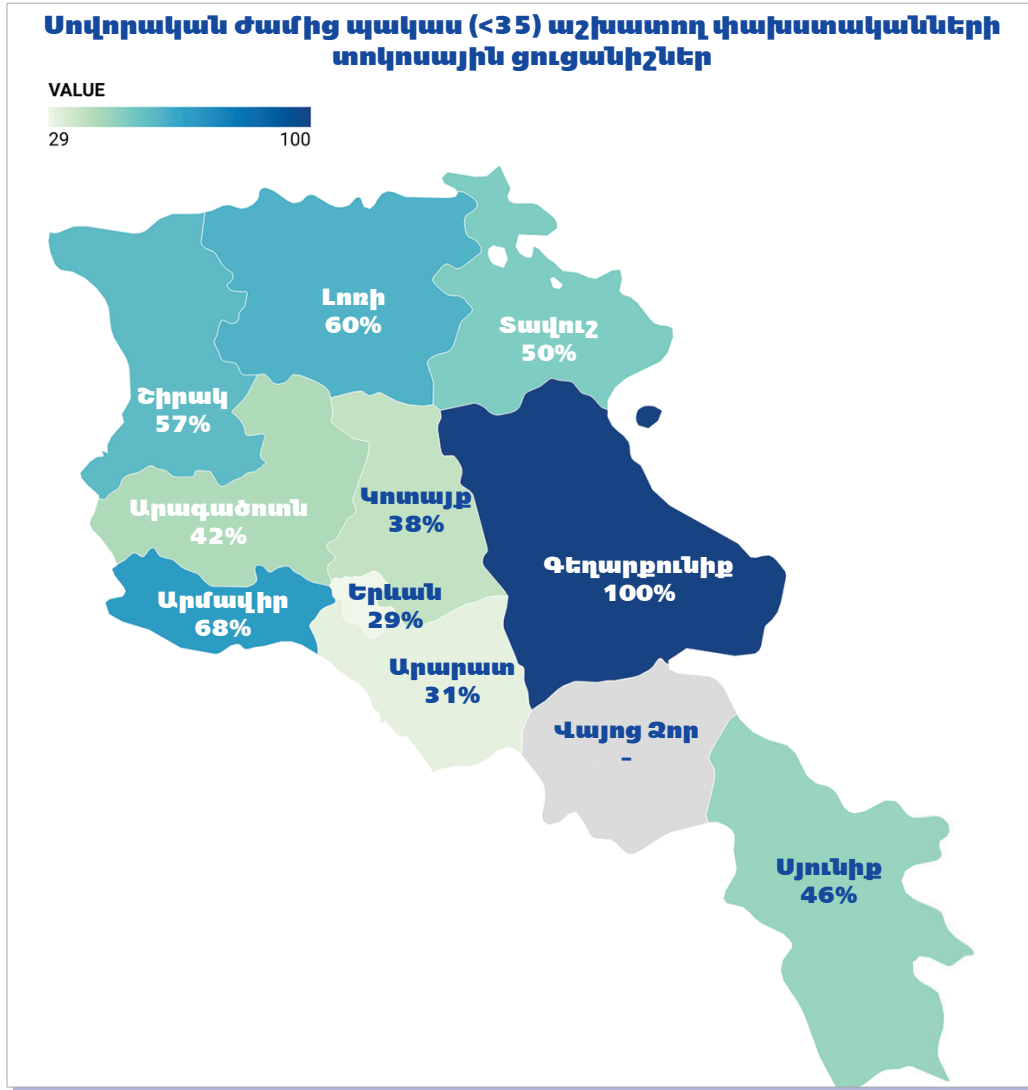 Սովորական ժամից պակաս (<35) աշխատող փախստականների
տոկոսային ցուցանիշներ
VALUE
29 100
Լոռի
60%
Տավուշ
50%
Շիրակ
57%
Կոտայք
38%
Արագածոտն
42%
Գեղարքունիք
100%
Արմավիր
68%
Երևան
29%
Արարատ
31%
Վայոց Ձոր
-
Սյունիք
46%